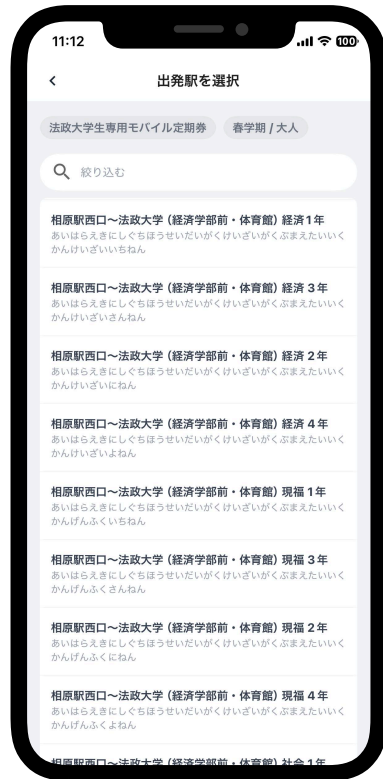 11:12
100
出発駅を選択
法政大学生専用モバイル定期券
春学期 / 大人
絞り込む
相原駅西口〜法政大学（経済学部前・体育館）経済１年
あいはらえきにしぐちほうせいだいがくけいざいがくぶまえたいいく
かんけいざいいちねん
相原駅西口〜法政大学（経済学部前・体育館）経済 ３年
あいはらえきにしぐちほうせいだいがくけいざいがくぶまえたいいく
かんけいざいさんねん
相原駅西口〜法政大学（経済学部前・体育館）経済 ２年
あいはらえきにしぐちほうせいだいがくけいざいがくぶまえたいいく
かんけいざいにねん
相原駅西口〜法政大学（経済学部前・体育館）経済 ４年
あいはらえきにしぐちほうせいだいがくけいざいがくぶまえたいいく
かんけいざいよねん
相原駅西口〜法政大学（経済学部前・体育館）現福 1年
あいはらえきにしぐちほうせいだいがくけいざいがくぶまえたいいく
かんげんふくいちねん
相原駅西口〜法政大学（経済学部前・体育館）現福 ３年
あいはらえきにしぐちほうせいだいがくけいざいがくぶまえたいいく
かんげんふくさんねん
相原駅西口〜法政大学（経済学部前・体育館）現福 ２年
あいはらえきにしぐちほうせいだいがくけいざいがくぶまえたいいく
かんげんふくにねん
相原駅西口〜法政大学（経済学部前・体育館）現福 ４年
あいはらえきにしぐちほうせいだいがくけいざいがくぶまえたいいく
かんげんふくよねん
相原駅西口〜法政大学（経済学部前・体育館）社会 1年